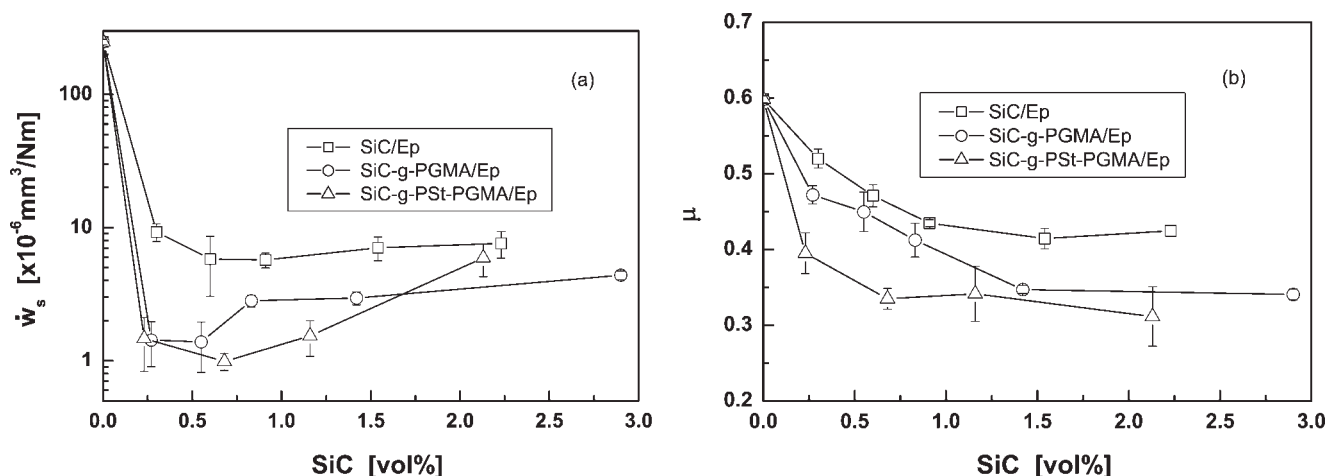 (a)
100
10
1
ẇs [x10⁻⁶mm³/Nm]
SiC/Ep
SiC-g-PGMA/Ep
SiC-g-PSt-PGMA/Ep
0.0 0.5 1.0 1.5 2.0 2.5 3.0
SiC [vol%]
(b)
0.7
0.6
0.5
0.4
0.3
0.2
μ
SiC/Ep
SiC-g-PGMA/Ep
SiC-g-PSt-PGMA/Ep
0.0 0.5 1.0 1.5 2.0 2.5 3.0
SiC [vol%]